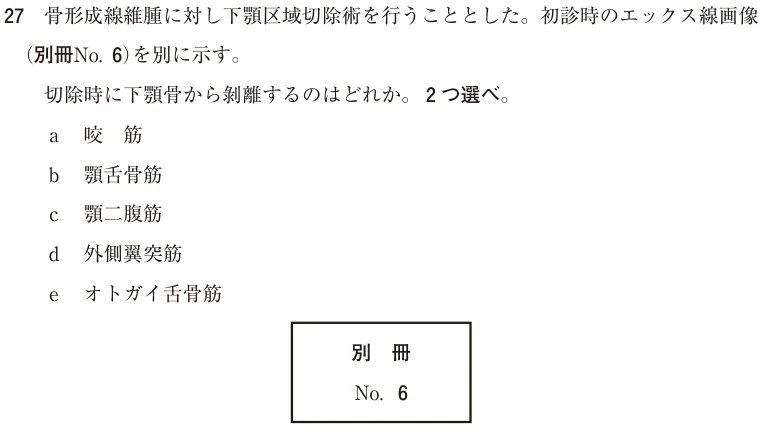 27 骨形成線維腫に対し下顎区域切除術を行うこととした。初診時のエックス線画像
(別冊No. 6)を別に示す。
切除時に下顎骨から剝離するのはどれか。2つ選べ。
a 咬 筋
b 顎舌骨筋
c 顎二腹筋
d 外側翼突筋
e オトガイ舌骨筋
別 冊
No. 6